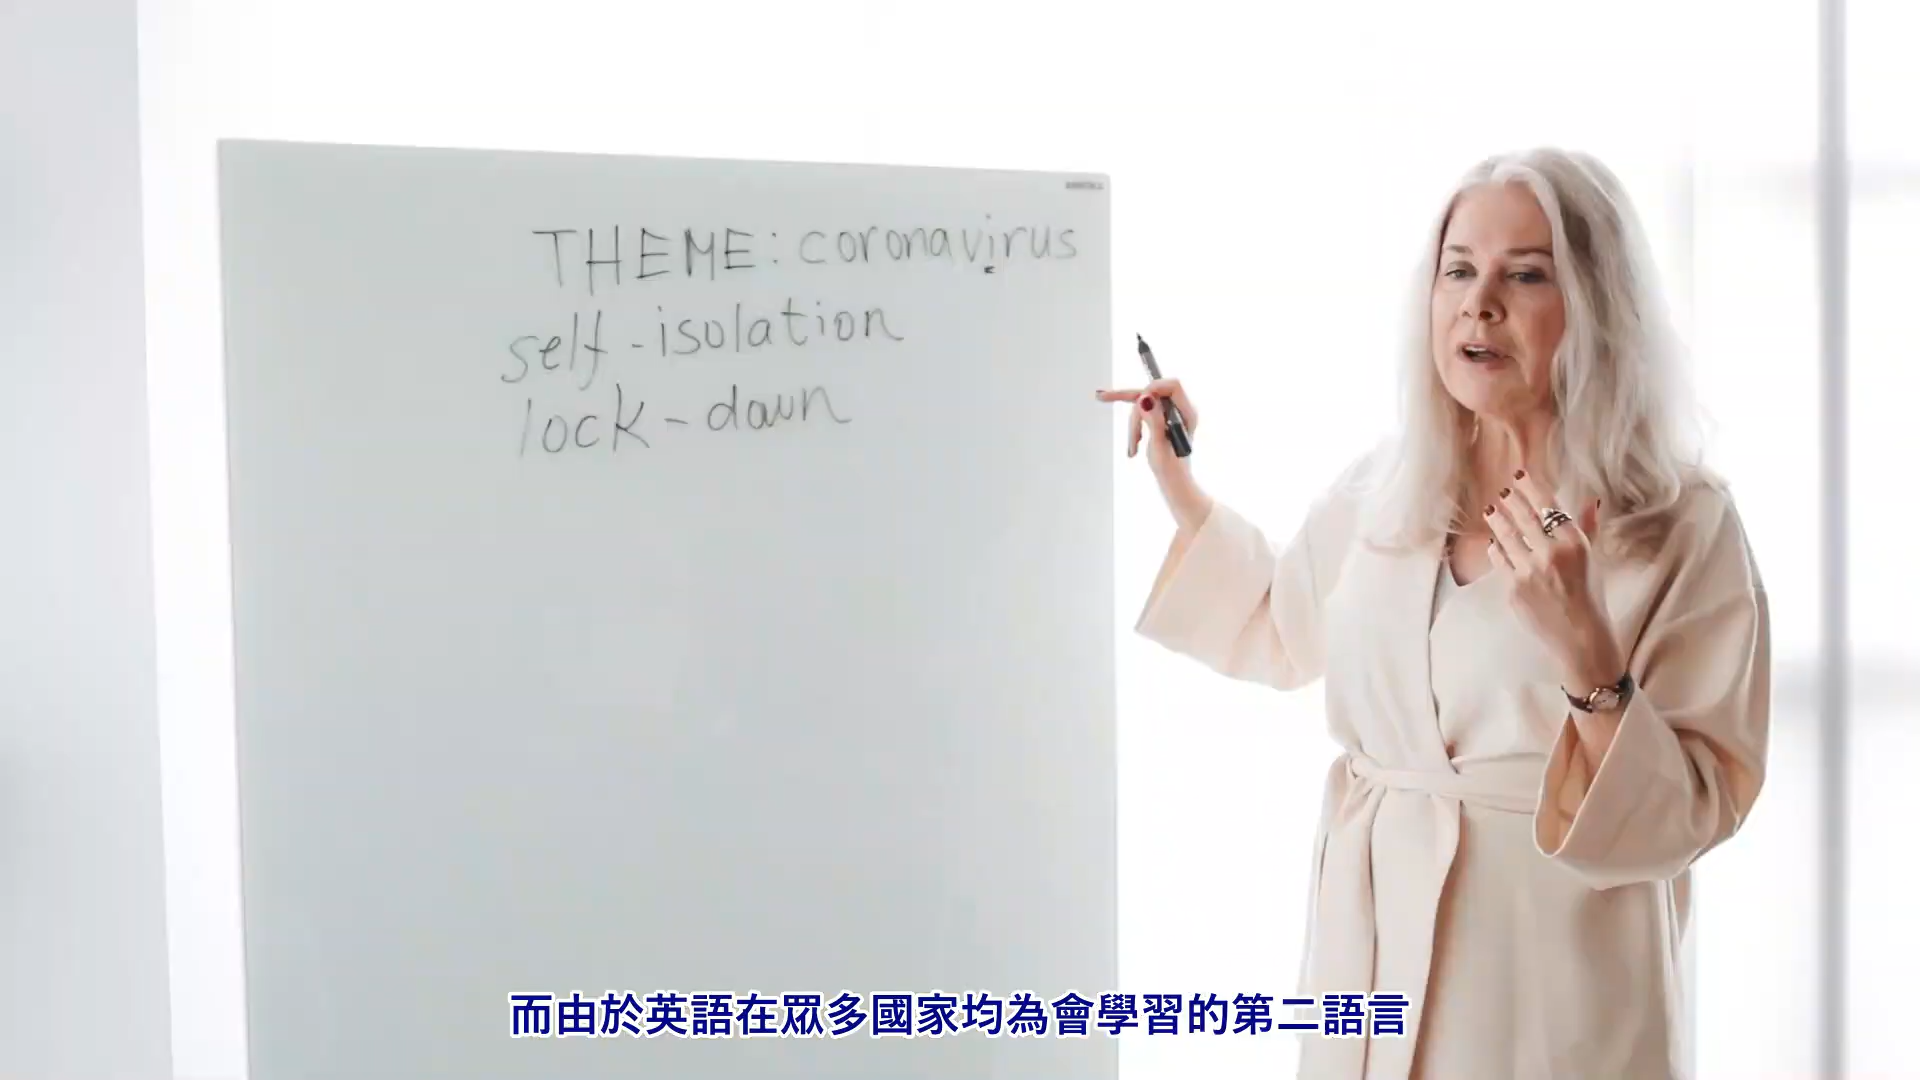 THEME: coronavirus
self-isolation
lock-down
而由於英語在眾多國家均為會學習的第二語言